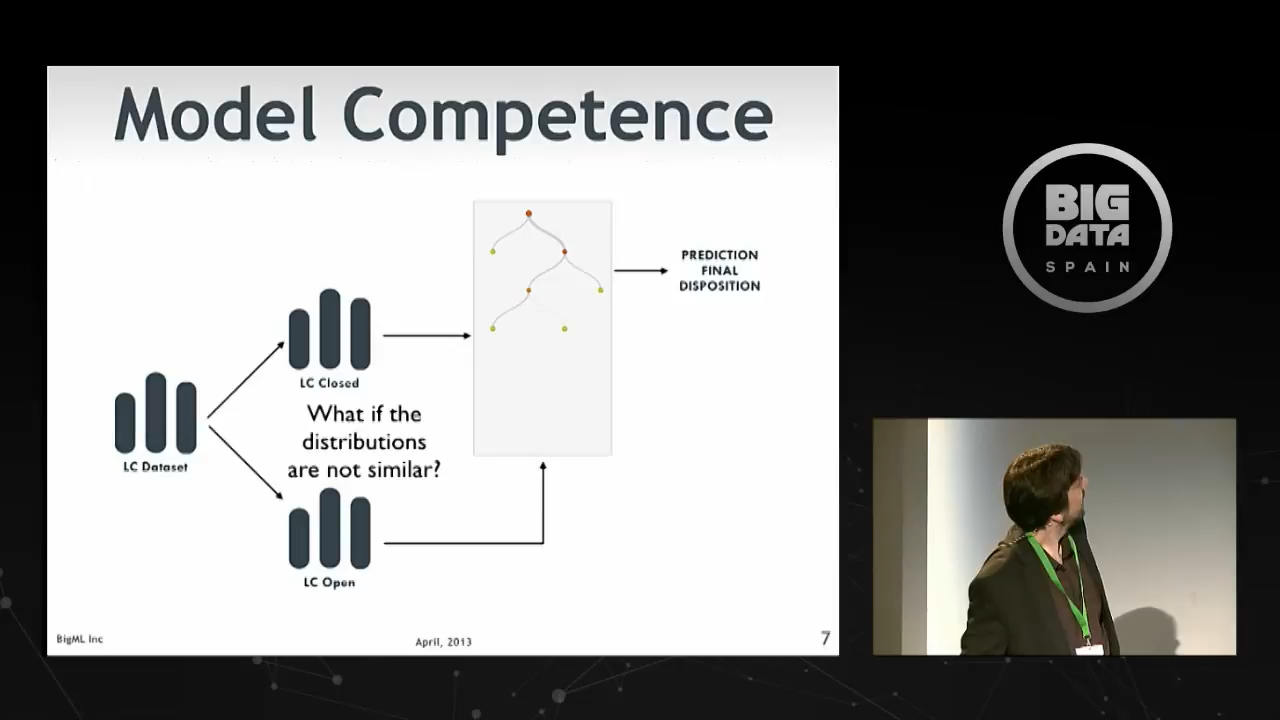 Model Competence
PREDICTION
FINAL
DISPOSITION
LC Closed
What if the
distributions
are not similar?
LC Dataset
LC Open
BigML Inc
April, 2013
7
BIG
DATA
SPAIN